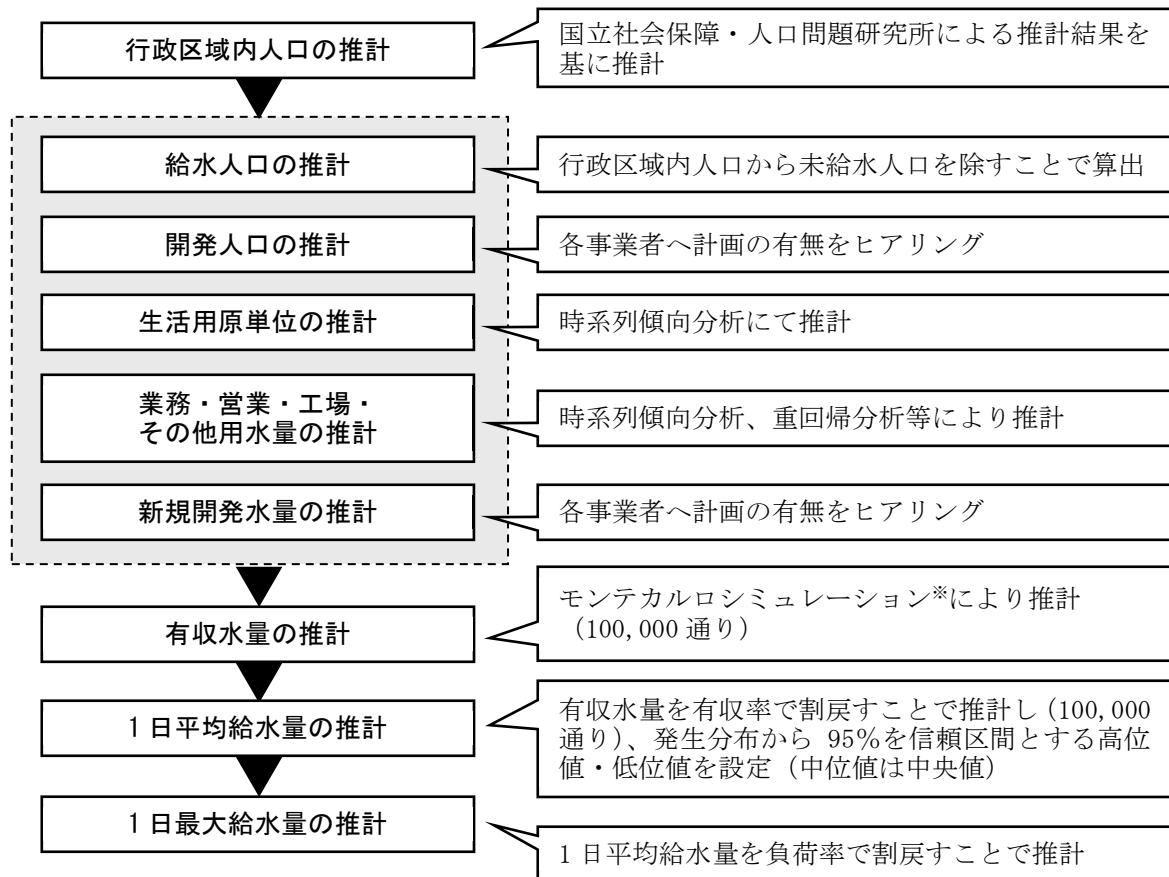 行政区域内人口の推計
国立社会保障・人口問題研究所による推計結果を
基に推計
給水人口の推計
行政区域内人口から未給水人口を除すことで算出
開発人口の推計
各事業者へ計画の有無をヒアリング
生活用原単位の推計
時系列傾向分析にて推計
業務・営業・工場・
その他用水量の推計
時系列傾向分析、重回帰分析等により推計
新規開発水量の推計
各事業者へ計画の有無をヒアリング
有収水量の推計
モンテカルロシミュレーション※により推計
（100,000 通り）
1日平均給水量の推計
有収水量を有収率で割戻すことで推計し（100,000
通り）、発生分布から 95％を信頼区間とする高位
値・低位値を設定（中位値は中央値）
1日最大給水量の推計
1日平均給水量を負荷率で割戻すことで推計